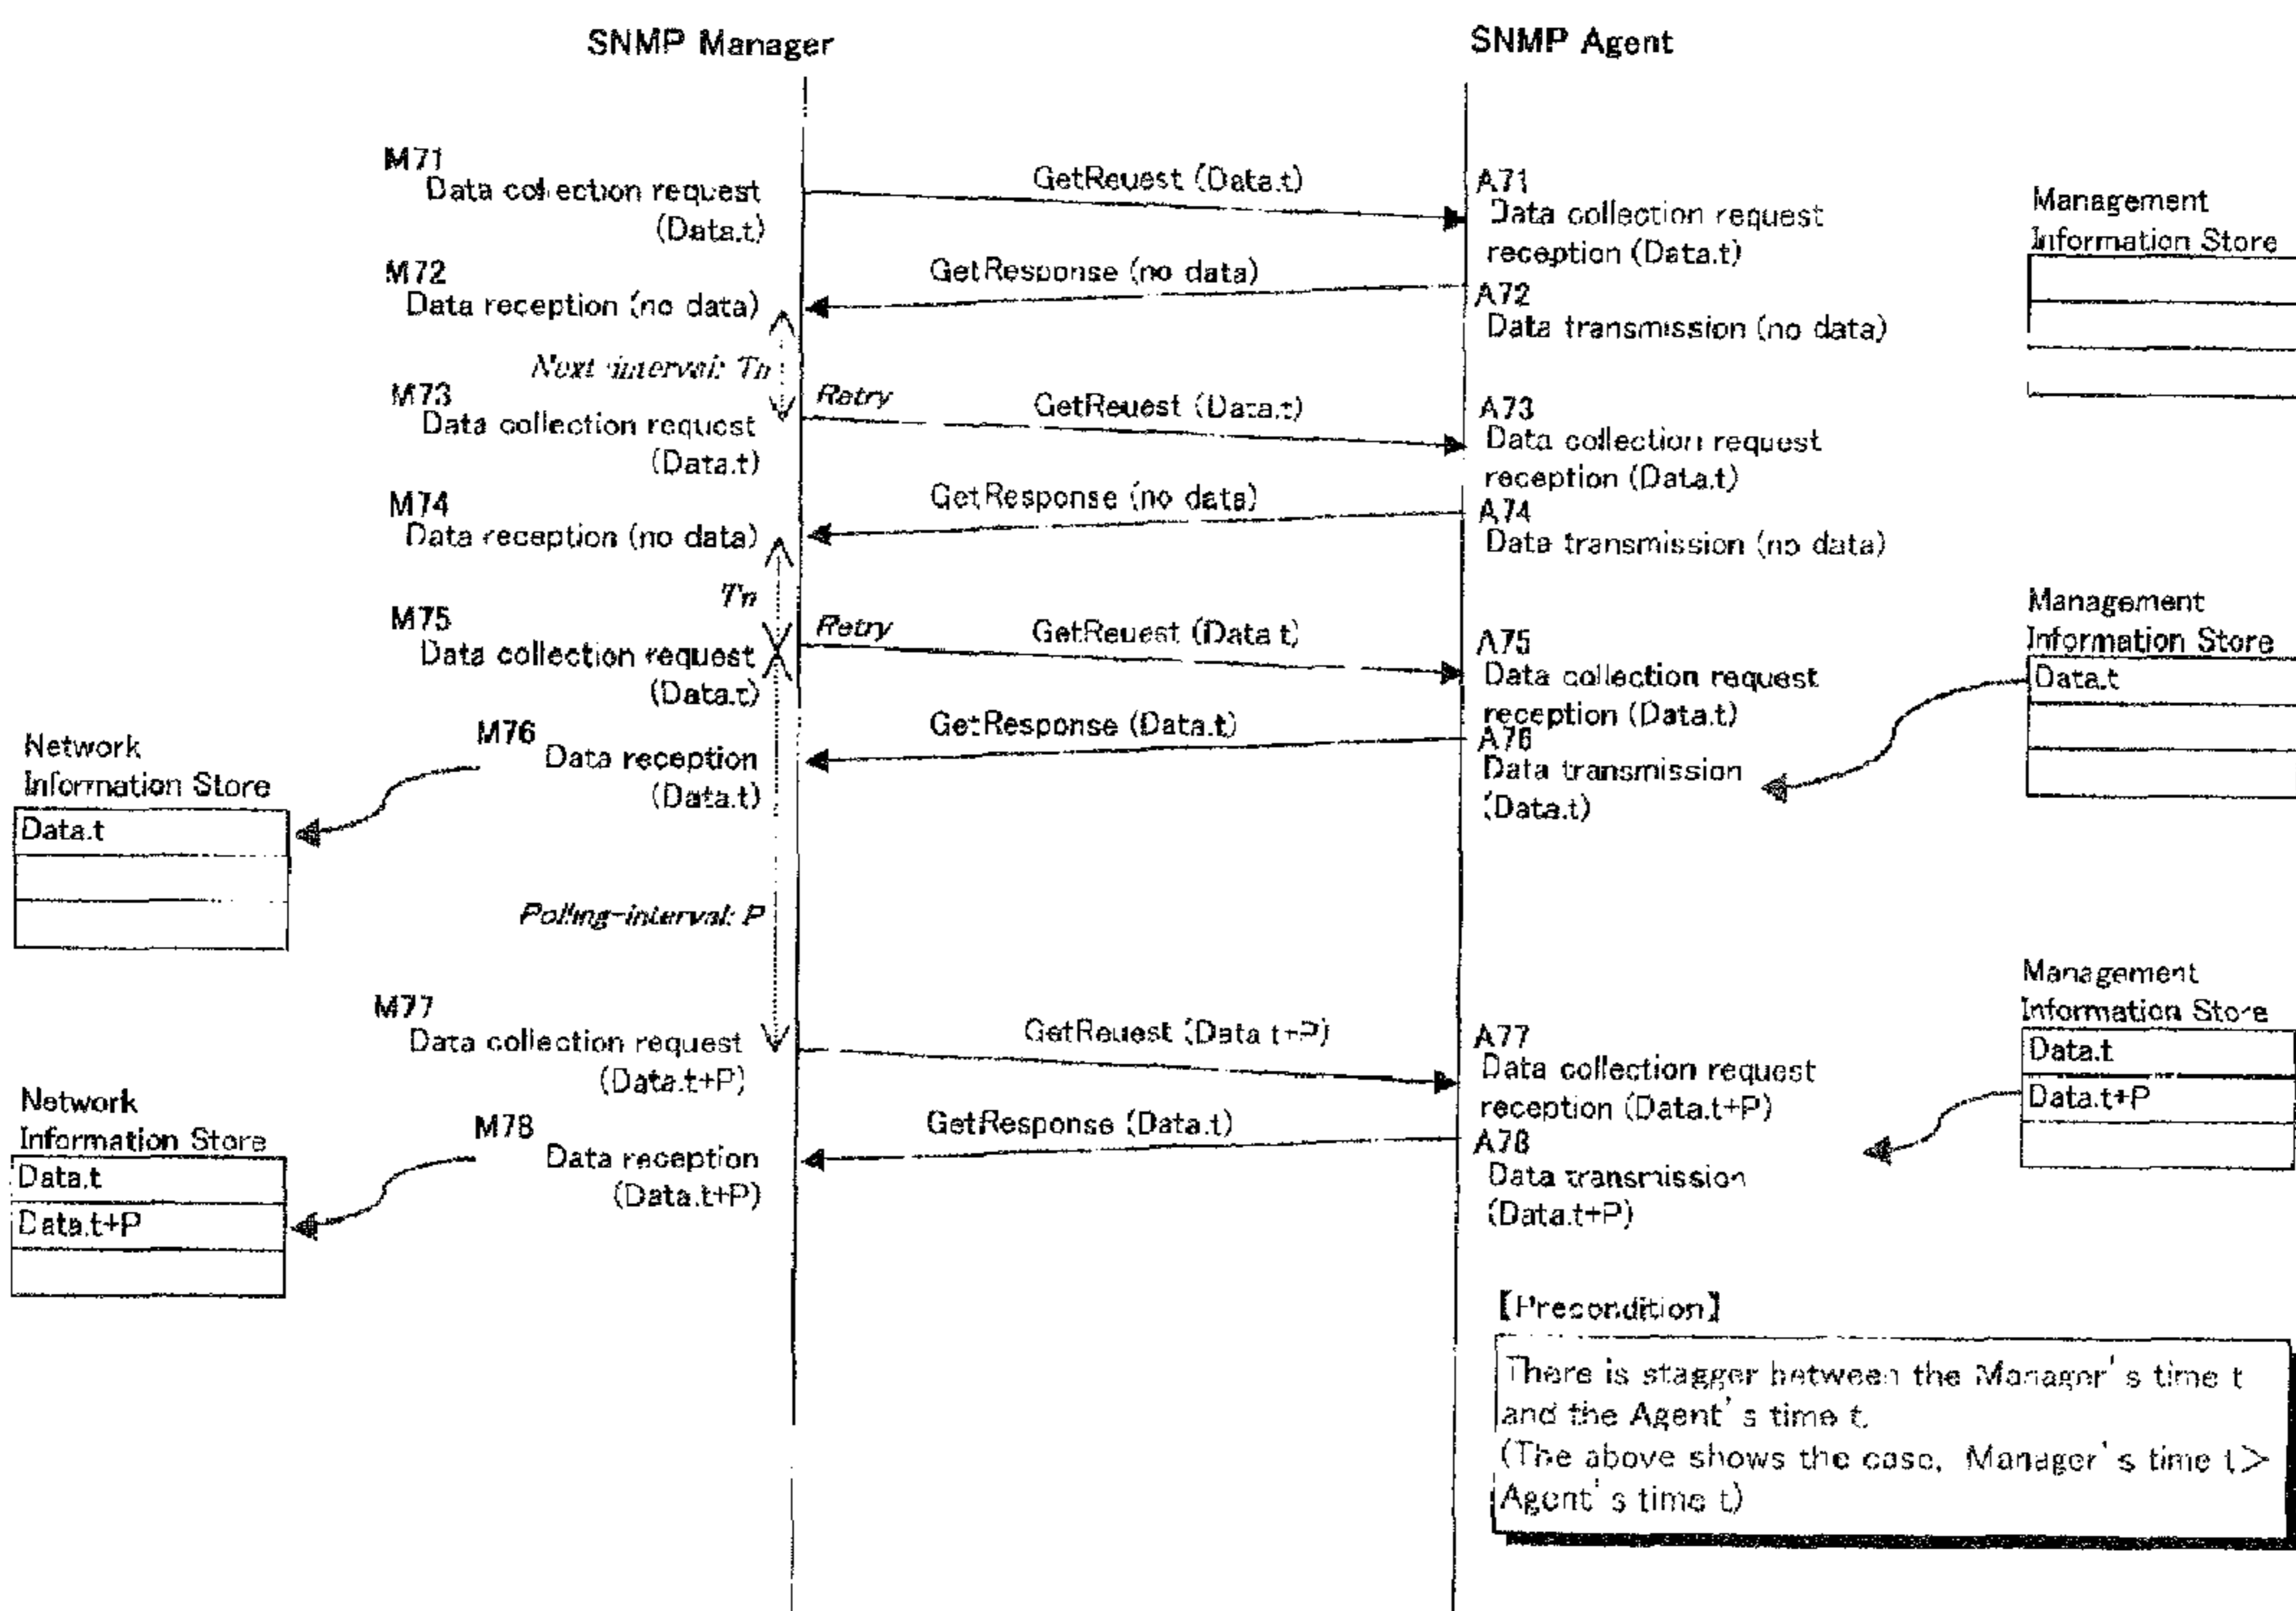 SNMP Manager
SNMP Agent
M71
Data collection request
(Data.t)
GetReuest (Data.t)
A71
Data collection request
reception (Data.t)
Management
Information Store
M72
Data reception (no data)
GetResponse (no data)
A72
Data transmission (no data)
Next-interval: Tn
M73
Data collection request
(Data.t)
Retry
GetReuest (Data.t)
A73
Data collection request
reception (Data.t)
M74
Data reception (no data)
GetResponse (no data)
A74
Data transmission (no data)
Tn
M75
Data collection request
(Data.t)
Retry
GetReuest (Data t)
A75
Data collection request
reception (Data.t)
Management
Information Store
Data.t
M76
Data reception
(Data.t)
GetResponse (Data.t)
A76
Data transmission
(Data.t)
Network
Information Store
Data.t
Polling-interval: P
M77
Data collection request
(Data.t+P)
GetReuest (Data t+P)
A77
Data collection request
reception (Data.t+P)
Management
Information Store
Data.t
Data.t+P
M78
Data reception
(Data.t+P)
GetResponse (Data.t)
A78
Data transmission
(Data.t+P)
Network
Information Store
Data.t
Data.t+P
【Precondition】
There is stagger between the Manager's time t
and the Agent's time t.
(The above shows the case, Manager's time t>
Agent's time t)